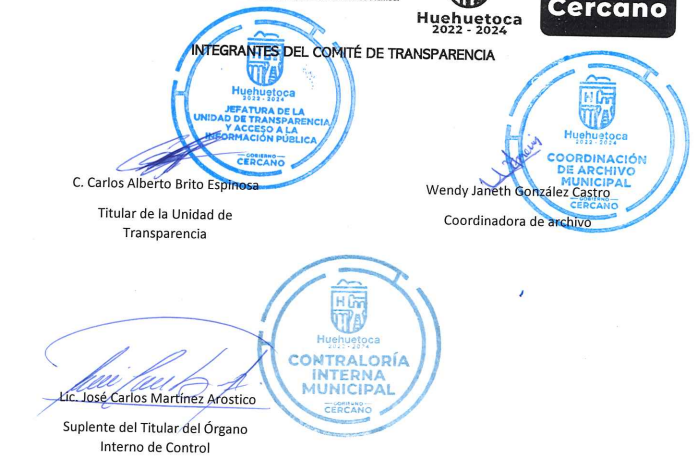 Huehuetoca
2022 - 2024
Cercano
INTEGRANTES DEL COMITÉ DE TRANSPARENCIA
Huehuetoca
2022-2024
JEFATURA DE LA
UNIDAD DE TRANSPARENCIA
Y ACCESO A LA
INFORMACIÓN PÚBLICA
GOBIERNO
CERCANO
C. Carlos Alberto Brito Espinosa
Titular de la Unidad de
Transparencia
Huehuetoca
2022-2024
COORDINACIÓN
DE ARCHIVO
MUNICIPAL
GOBIERNO
CERCANO
Wendy Janeth González Castro
Coordinadora de archivo
Huehuetoca
2022-2024
CONTRALORÍA
INTERNA
MUNICIPAL
GOBIERNO
CERCANO
Lic. José Carlos Martínez Arostico
Suplente del Titular del Órgano
Interno de Control